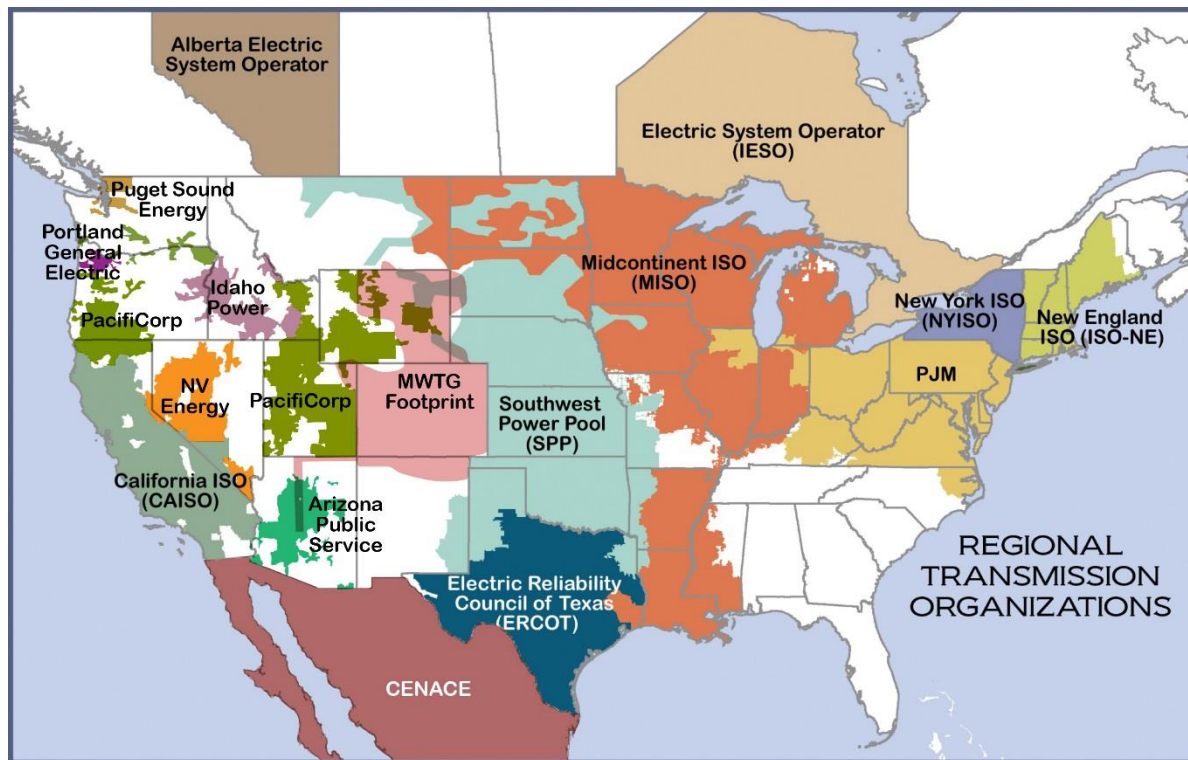 Alberta Electric
System Operator
Electric System Operator
(IESO)
Puget Sound
Energy
Portland
General
Electric
Idaho
Power
PacifiCorp
Midcontinent ISO
(MISO)
New York ISO
(NYISO)
New England
ISO (ISO-NE)
NV
Energy
PacifiCorp
MWTG
Footprint
PJM
Southwest
Power Pool
(SPP)
California ISO
(CAISO)
Arizona
Public
Service
Electric Reliability
Council of Texas
(ERCOT)
CENACE
REGIONAL
TRANSMISSION
ORGANIZATIONS